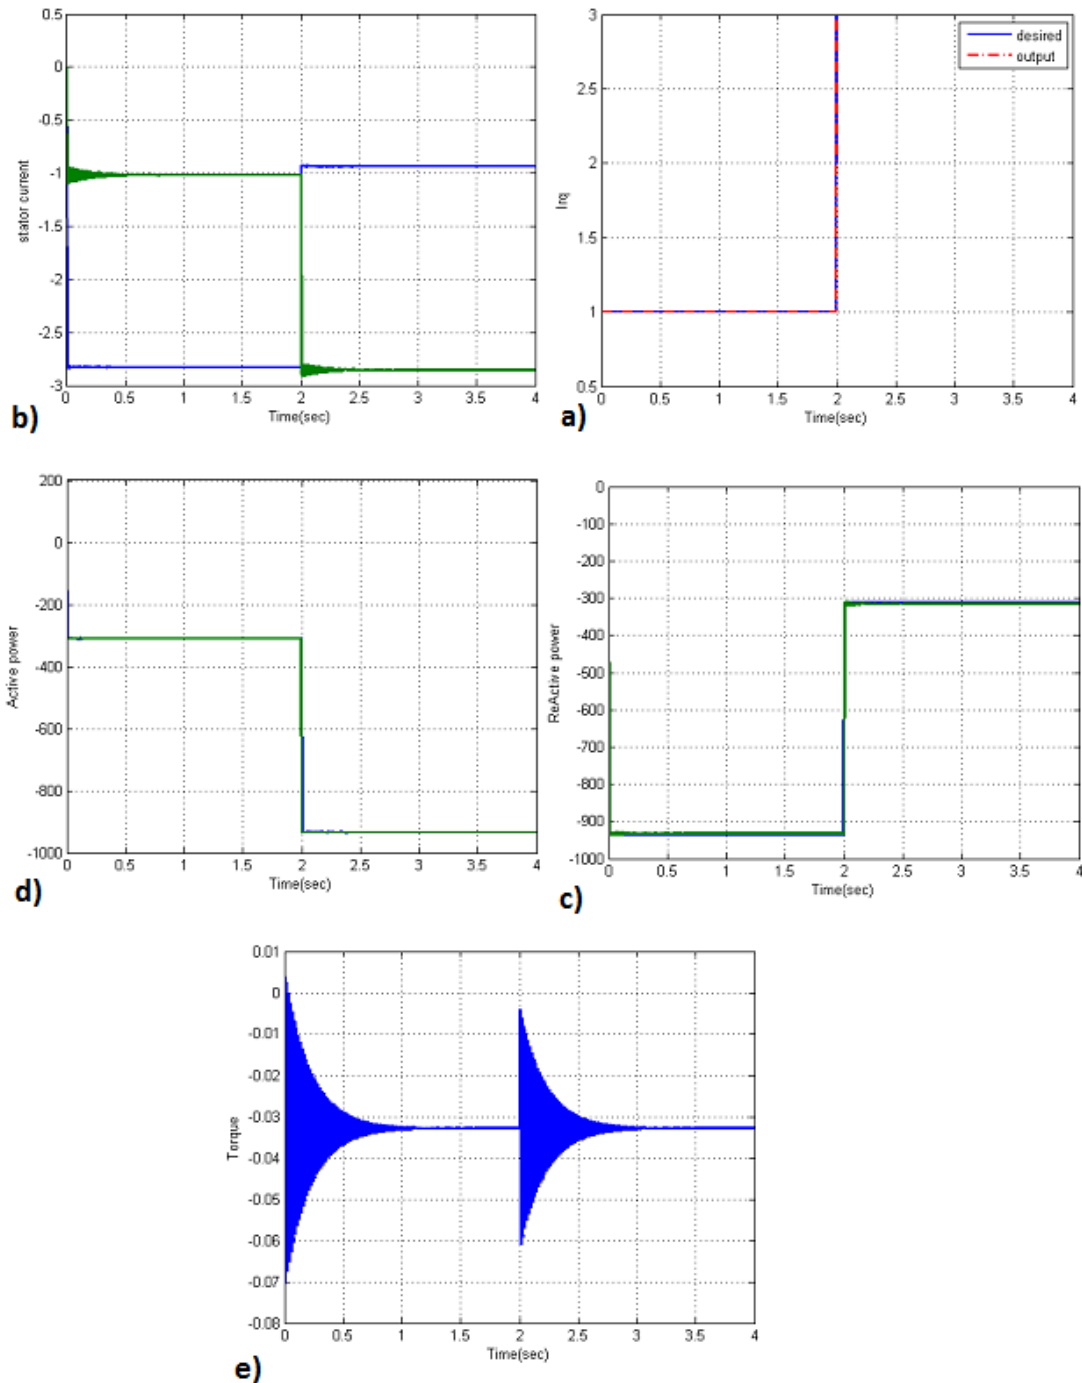 0.5
0
-0.5
-1
-1.5
-2
-2.5
-3
stator current
0 0.5 1 1.5 2 2.5 3 3.5 4
Time(sec)
b)
3
2.5
2
1.5
1
0.5
Irq
desired
output
0 0.5 1 1.5 2 2.5 3 3.5 4
Time(sec)
a)
200
0
-200
-400
-600
-800
-1000
Active power
0 0.5 1 1.5 2 2.5 3 3.5 4
Time(sec)
d)
0
-100
-200
-300
-400
-500
-600
-700
-800
-900
-1000
ReActive power
0 0.5 1 1.5 2 2.5 3 3.5 4
Time(sec)
c)
0.01
0
-0.01
-0.02
-0.03
-0.04
-0.05
-0.06
-0.07
-0.08
Torque
0 0.5 1 1.5 2 2.5 3 3.5 4
Time(sec)
e)